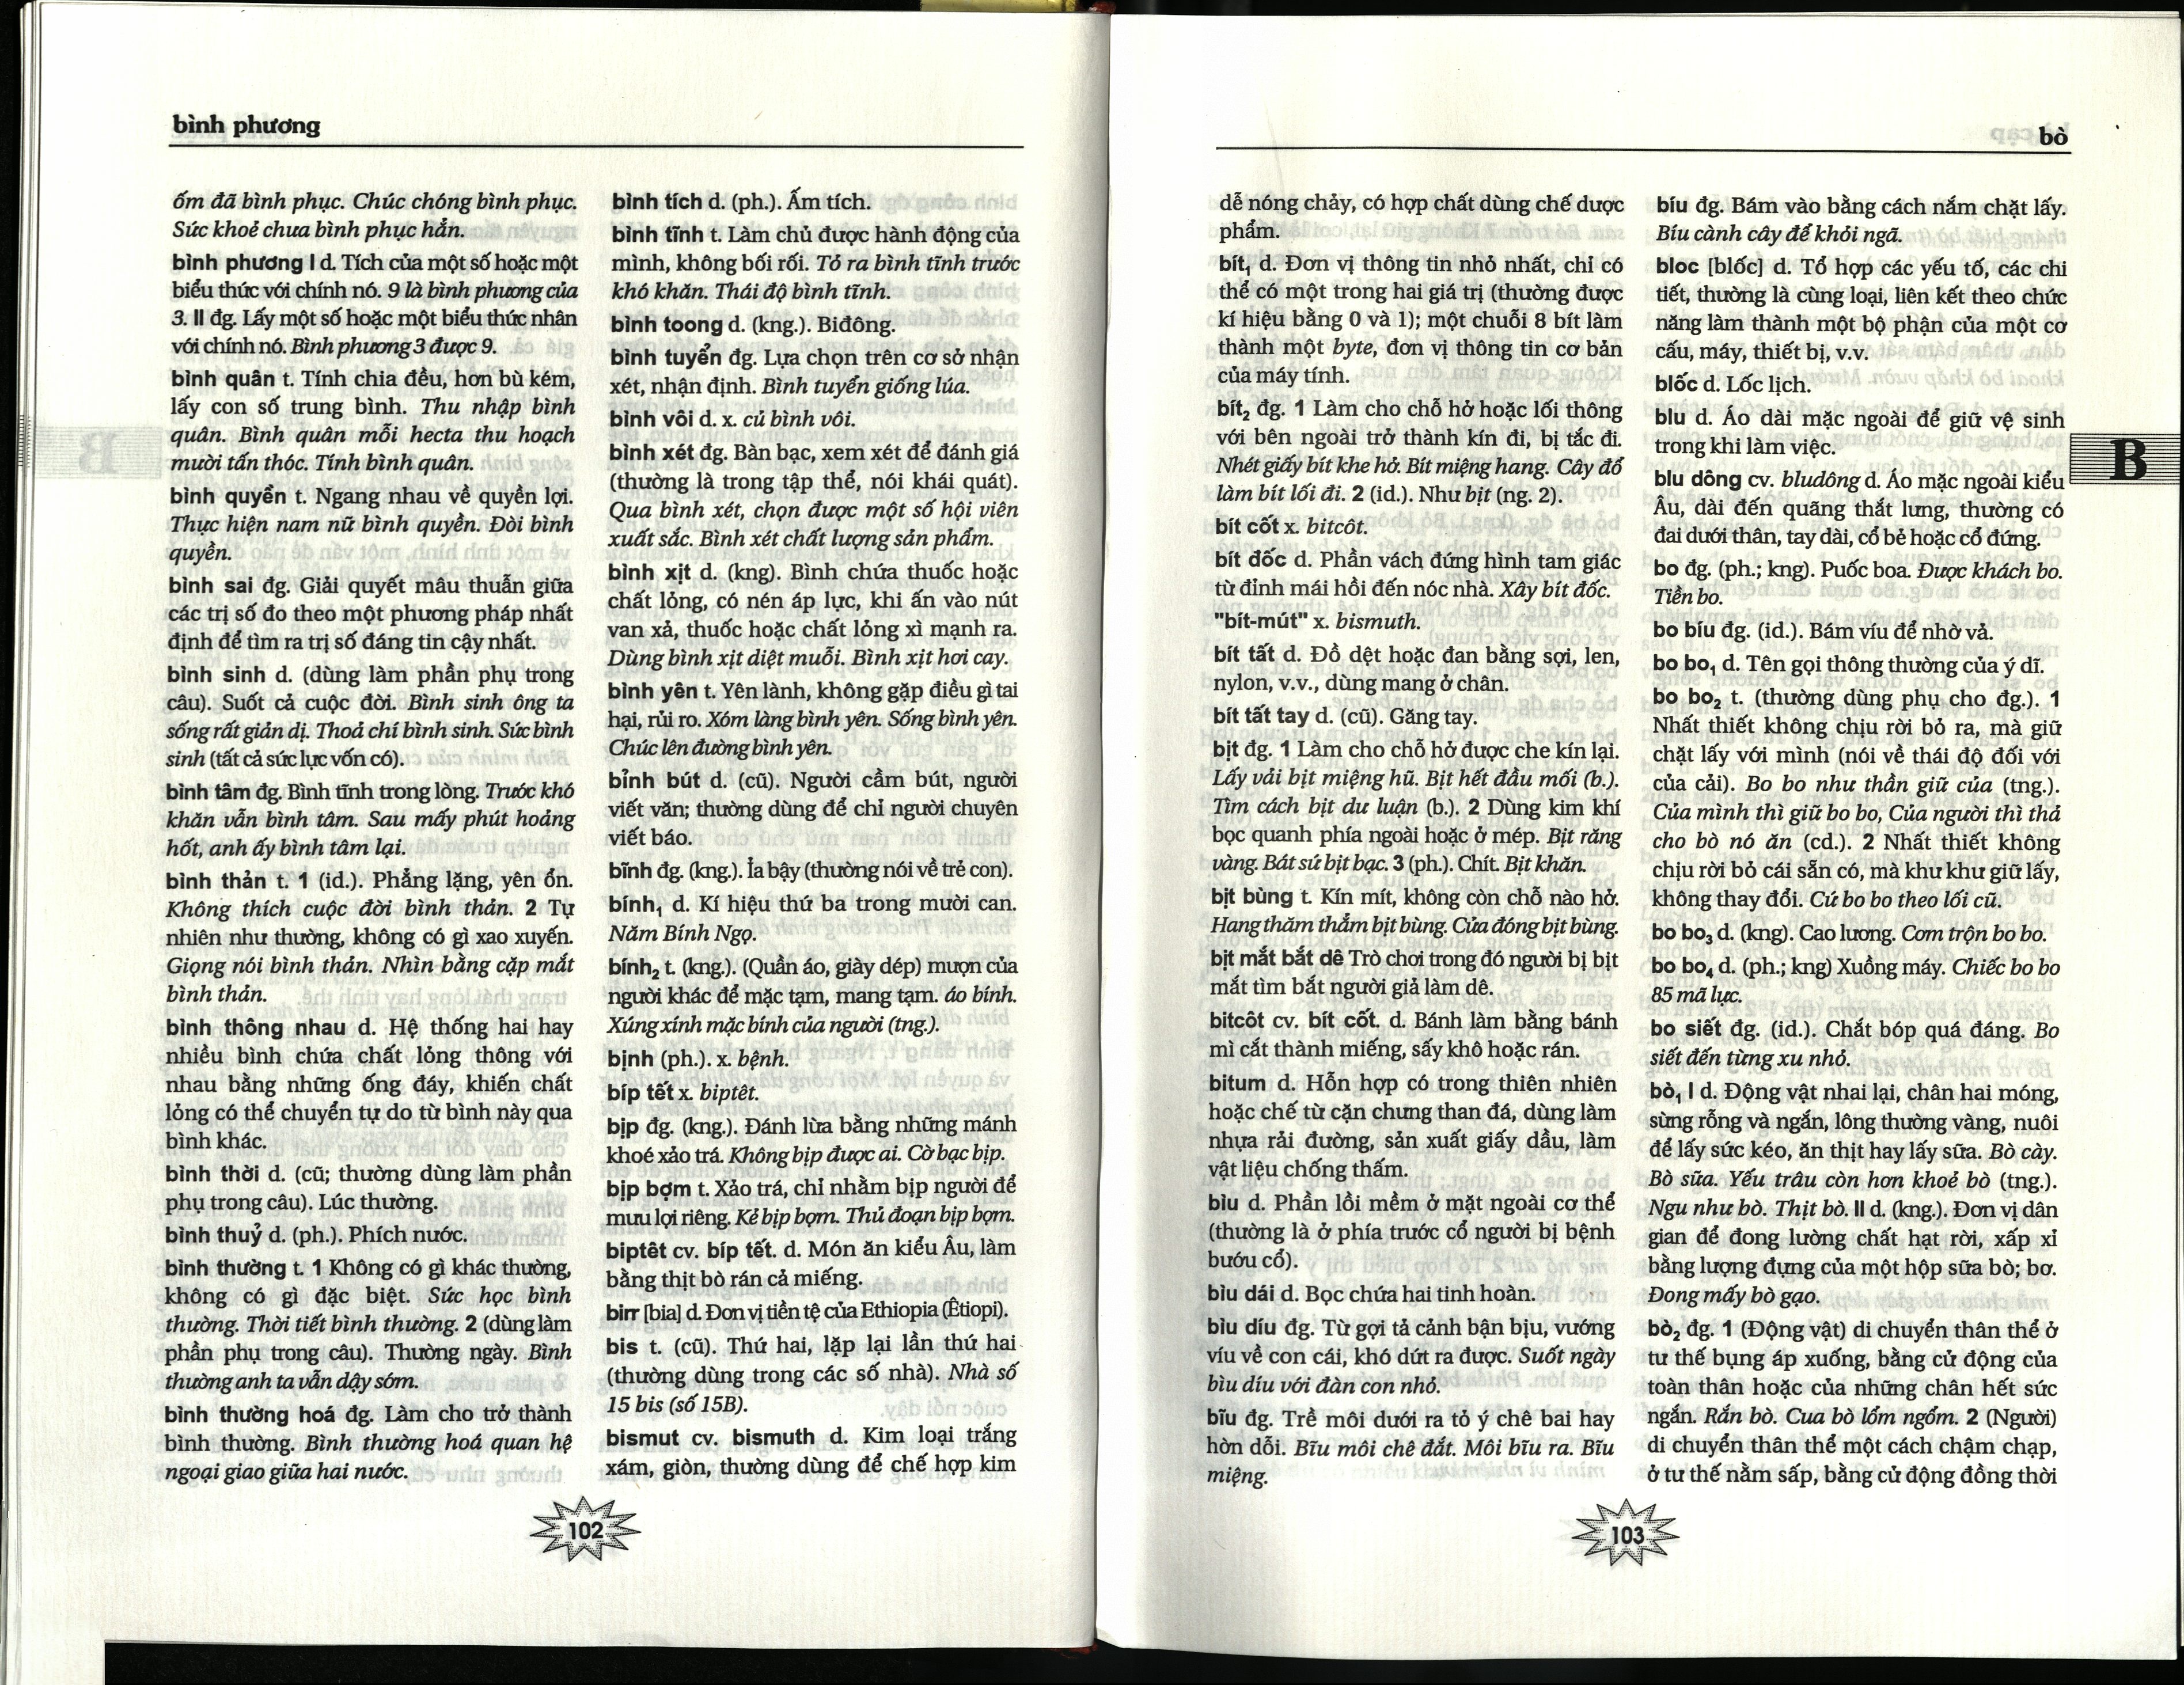 bình phương
ốm đã bình phục. Chúc chóng bình phục.
Sức khoẻ chưa bình phục hẳn.
bình phương I d. Tích của một số hoặc một
biểu thức với chính nó. 9 là bình phương của
3. II đg. Lấy một số hoặc một biểu thức nhân
với chính nó. Bình phương 3 được 9.
bình quân t. Tính chia đều, hơn bù kém,
lấy con số trung bình. Thu nhập bình
quân. Bình quân mỗi hecta thu hoạch
mười tấn thóc. Tính bình quân.
bình quyền t. Ngang nhau về quyền lợi.
Thực hiện nam nữ bình quyền. Đòi bình
quyền.
bình sai đg. Giải quyết mâu thuẫn giữa
các trị số đo theo một phương pháp nhất
định để tìm ra trị số đáng tin cậy nhất.
bình sinh d. (dùng làm phần phụ trong
câu). Suốt cả cuộc đời. Bình sinh ông ta
sống rất giản dị. Thoả chí bình sinh. Sức bình
sinh (tất cả sức lực vốn có).
bình tâm đg. Bình tĩnh trong lòng. Trước khó
khăn vẫn bình tâm. Sau mấy phút hoảng
hốt, anh ấy bình tâm lại.
bình thản t. 1 (id.). Phẳng lặng, yên ổn.
Không thích cuộc đời bình thản. 2 Tự
nhiên như thường, không có gì xao xuyến.
Giọng nói bình thản. Nhìn bằng cặp mắt
bình thản.
bình thông nhau d. Hệ thống hai hay
nhiều bình chứa chất lỏng thông với
nhau bằng những ống đáy, khiến chất
lỏng có thể chuyển tự do từ bình này qua
bình khác.
bình thời d. (cũ; thường dùng làm phần
phụ trong câu). Lúc thường.
bình thuỷ d. (ph.). Phích nước.
bình thường t. 1 Không có gì khác thường,
không có gì đặc biệt. Sức học bình
thường. Thời tiết bình thường. 2 (dùng làm
phần phụ trong câu). Thường ngày. Bình
thường anh ta vẫn dậy sớm.
bình thường hoá đg. Làm cho trở thành
bình thường. Bình thường hoá quan hệ
ngoại giao giữa hai nước.
bình tích d. (ph.). Ấm tích.
bình tĩnh t. Làm chủ được hành động của
mình, không bối rối. Tỏ ra bình tĩnh trước
khó khăn. Thái độ bình tĩnh.
bình toong d. (kng.). Biđông.
bình tuyển đg. Lựa chọn trên cơ sở nhận
xét, nhận định. Bình tuyển giống lúa.
bình vôi d. x. củ bình vôi.
bình xét đg. Bàn bạc, xem xét để đánh giá
(thường là trong tập thể, nói khái quát).
Qua bình xét, chọn được một số hội viên
xuất sắc. Bình xét chất lượng sản phẩm.
bình xịt d. (kng). Bình chứa thuốc hoặc
chất lỏng, có nén áp lực, khi ấn vào nút
van xả, thuốc hoặc chất lỏng xì mạnh ra.
Dùng bình xịt diệt muỗi. Bình xịt hơi cay.
bình yên t. Yên lành, không gặp điều gì tai
hại, rủi ro. Xóm làng bình yên. Sống bình yên.
Chúc lên đường bình yên.
bỉnh bút d. (cũ). Người cầm bút, người
viết văn; thường dùng để chỉ người chuyên
viết báo.
bĩnh đg. (kng.). Ỉa bậy (thường nói về trẻ con).
bính₁ d. Kí hiệu thứ ba trong mười can.
Năm Bính Ngọ.
bính₂ t. (kng.). (Quần áo, giày dép) mượn của
người khác để mặc tạm, mang tạm. áo bính.
Xúng xính mặc bính của người (tng.).
bịnh (ph.). x. bệnh.
bíp tết x. biptêt.
bịp đg. (kng.). Đánh lừa bằng những mánh
khoé xảo trá. Không bịp được ai. Cờ bạc bịp.
bịp bợm t. Xảo trá, chỉ nhằm bịp người để
mưu lợi riêng. Kẻ bịp bợm. Thủ đoạn bịp bợm.
biptêt cv. bíp tết. d. Món ăn kiểu Âu, làm
bằng thịt bò rán cả miếng.
birr [bia] d. Đơn vị tiền tệ của Ethiopia (Êtiopi).
bis t. (cũ). Thứ hai, lặp lại lần thứ hai
(thường dùng trong các số nhà). Nhà số
15 bis (số 15B).
bismut cv. bismuth d. Kim loại trắng
xám, giòn, thường dùng để chế hợp kim
102
bò
dễ nóng chảy, có hợp chất dùng chế dược
phẩm.
bít₁ d. Đơn vị thông tin nhỏ nhất, chỉ có
thể có một trong hai giá trị (thường được
kí hiệu bằng 0 và 1); một chuỗi 8 bít làm
thành một byte, đơn vị thông tin cơ bản
của máy tính.
bít₂ đg. 1 Làm cho chỗ hở hoặc lối thông
với bên ngoài trở thành kín đi, bị tắc đi.
Nhét giấy bít khe hở. Bít miệng hang. Cây đổ
làm bít lối đi. 2 (id.). Như bịt (ng. 2).
bít cốt x. bitcôt.
bít đốc d. Phần vách đứng hình tam giác
từ đỉnh mái hồi đến nóc nhà. Xây bít đốc.
"bít-mút" x. bismuth.
bít tất d. Đồ dệt hoặc đan bằng sợi, len,
nylon, v.v., dùng mang ở chân.
bít tất tay d. (cũ). Găng tay.
bịt đg. 1 Làm cho chỗ hở được che kín lại.
Lấy vải bịt miệng hũ. Bịt hết đầu mối (b.).
Tìm cách bịt dư luận (b.). 2 Dùng kim khí
bọc quanh phía ngoài hoặc ở mép. Bịt răng
vàng. Bát sứ bịt bạc. 3 (ph.). Chít. Bịt khăn.
bịt bùng t. Kín mít, không còn chỗ nào hở.
Hang thăm thẳm bịt bùng. Cửa đóng bịt bùng.
bịt mắt bắt dê Trò chơi trong đó người bị bịt
mắt tìm bắt người giả làm dê.
bitcôt cv. bít cốt. d. Bánh làm bằng bánh
mì cắt thành miếng, sấy khô hoặc rán.
bitum d. Hỗn hợp có trong thiên nhiên
hoặc chế từ cặn chưng than đá, dùng làm
nhựa rải đường, sản xuất giấy dầu, làm
vật liệu chống thấm.
bìu d. Phần lồi mềm ở mặt ngoài cơ thể
(thường là ở phía trước cổ người bị bệnh
bướu cổ).
bìu dái d. Bọc chứa hai tinh hoàn.
bìu díu đg. Từ gọi tả cảnh bận bịu, vướng
víu về con cái, khó dứt ra được. Suốt ngày
bìu díu với đàn con nhỏ.
bĩu đg. Trề môi dưới ra tỏ ý chê bai hay
hờn dỗi. Bĩu môi chê đắt. Môi bĩu ra. Bĩu
miệng.
bíu đg. Bám vào bằng cách nắm chặt lấy.
Bíu cành cây để khỏi ngã.
bloc [blốc] d. Tổ hợp các yếu tố, các chi
tiết, thường là cùng loại, liên kết theo chức
năng làm thành một bộ phận của một cơ
cấu, máy, thiết bị, v.v.
blốc d. Lốc lịch.
blu d. Áo dài mặc ngoài để giữ vệ sinh
trong khi làm việc.
blu dông cv. bludông d. Áo mặc ngoài kiểu
Âu, dài đến quãng thắt lưng, thường có
đai dưới thân, tay dài, cổ bẻ hoặc cổ đứng.
bo đg. (ph.; kng). Puốc boa. Được khách bo.
Tiền bo.
bo bíu đg. (id.). Bám víu để nhờ vả.
bo bo₁ d. Tên gọi thông thường của ý dĩ.
bo bo₂ t. (thường dùng phụ cho đg.). 1
Nhất thiết không chịu rời bỏ ra, mà giữ
chặt lấy với mình (nói về thái độ đối với
của cải). Bo bo như thần giữ của (tng.).
Của mình thì giữ bo bo, Của người thì thả
cho bò nó ăn (cd.). 2 Nhất thiết không
chịu rời bỏ cái sẵn có, mà khư khư giữ lấy,
không thay đổi. Cứ bo bo theo lối cũ.
bo bo₃ d. (kng). Cao lương. Cơm trộn bo bo.
bo bo₄ d. (ph.; kng) Xuồng máy. Chiếc bo bo
85 mã lực.
bo siết đg. (id.). Chắt bóp quá đáng. Bo
siết đến từng xu nhỏ.
bò₁ I d. Động vật nhai lại, chân hai móng,
sừng rỗng và ngắn, lông thường vàng, nuôi
để lấy sức kéo, ăn thịt hay lấy sữa. Bò cày.
Bò sữa. Yếu trâu còn hơn khoẻ bò (tng.).
Ngu như bò. Thịt bò. II d. (kng.). Đơn vị dân
gian để đong lường chất hạt rời, xấp xỉ
bằng lượng đựng của một hộp sữa bò; bơ.
Đong mấy bò gạo.
bò₂ đg. 1 (Động vật) di chuyển thân thể ở
tư thế bụng áp xuống, bằng cử động của
toàn thân hoặc của những chân hết sức
ngắn. Rắn bò. Cua bò lổm ngổm. 2 (Người)
di chuyển thân thể một cách chậm chạp,
ở tư thế nằm sấp, bằng cử động đồng thời
B
103